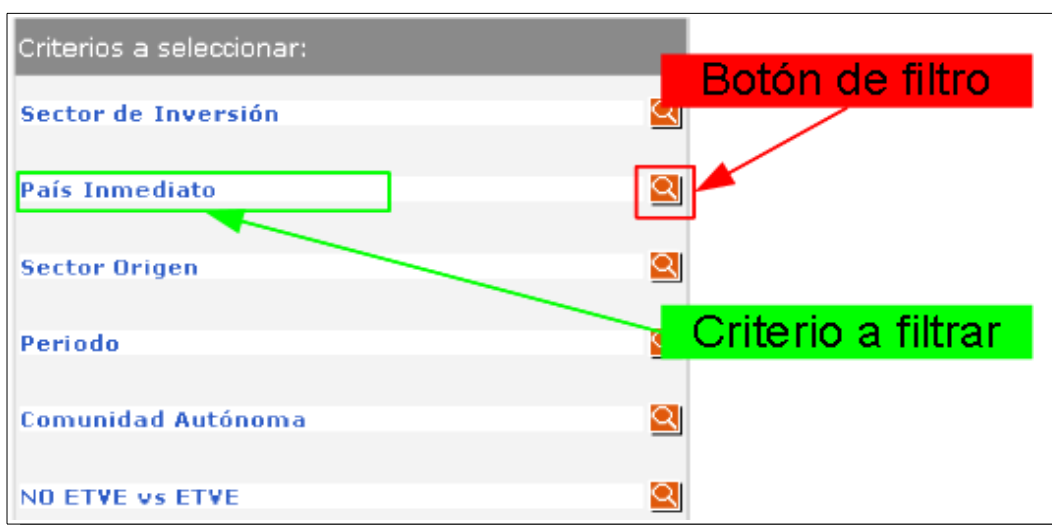 Criterios a seleccionar:
Botón de filtro
Sector de Inversión
País Inmediato
Sector Origen
Criterio a filtrar
Periodo
Comunidad Autónoma
NO ETVE vs ETVE